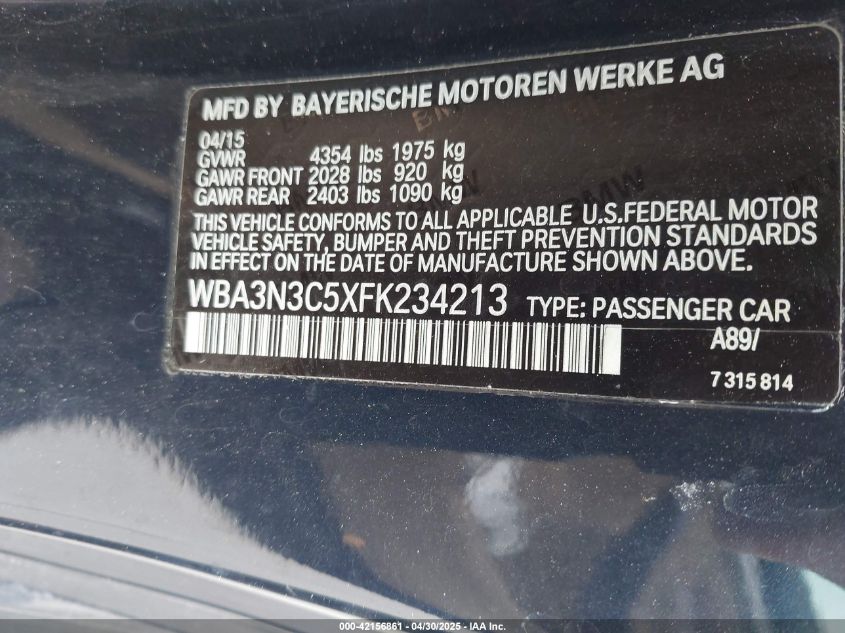 MFD BY BAYERISCHE MOTOREN WERKE AG
04/15
GVWR 4354 lbs 1975 kg
GAWR FRONT 2028 lbs 920 kg
GAWR REAR 2403 lbs 1090 kg
THIS VEHICLE CONFORMS TO ALL APPLICABLE U.S.FEDERAL MOTOR
VEHICLE SAFETY, BUMPER AND THEFT PREVENTION STANDARDS
IN EFFECT ON THE DATE OF MANUFACTURE SHOWN ABOVE.
WBA3N3C5XFK234213 TYPE: PASSENGER CAR
A89/
7 315 814
000-42156861 - 04/30/2025 - IAA Inc.